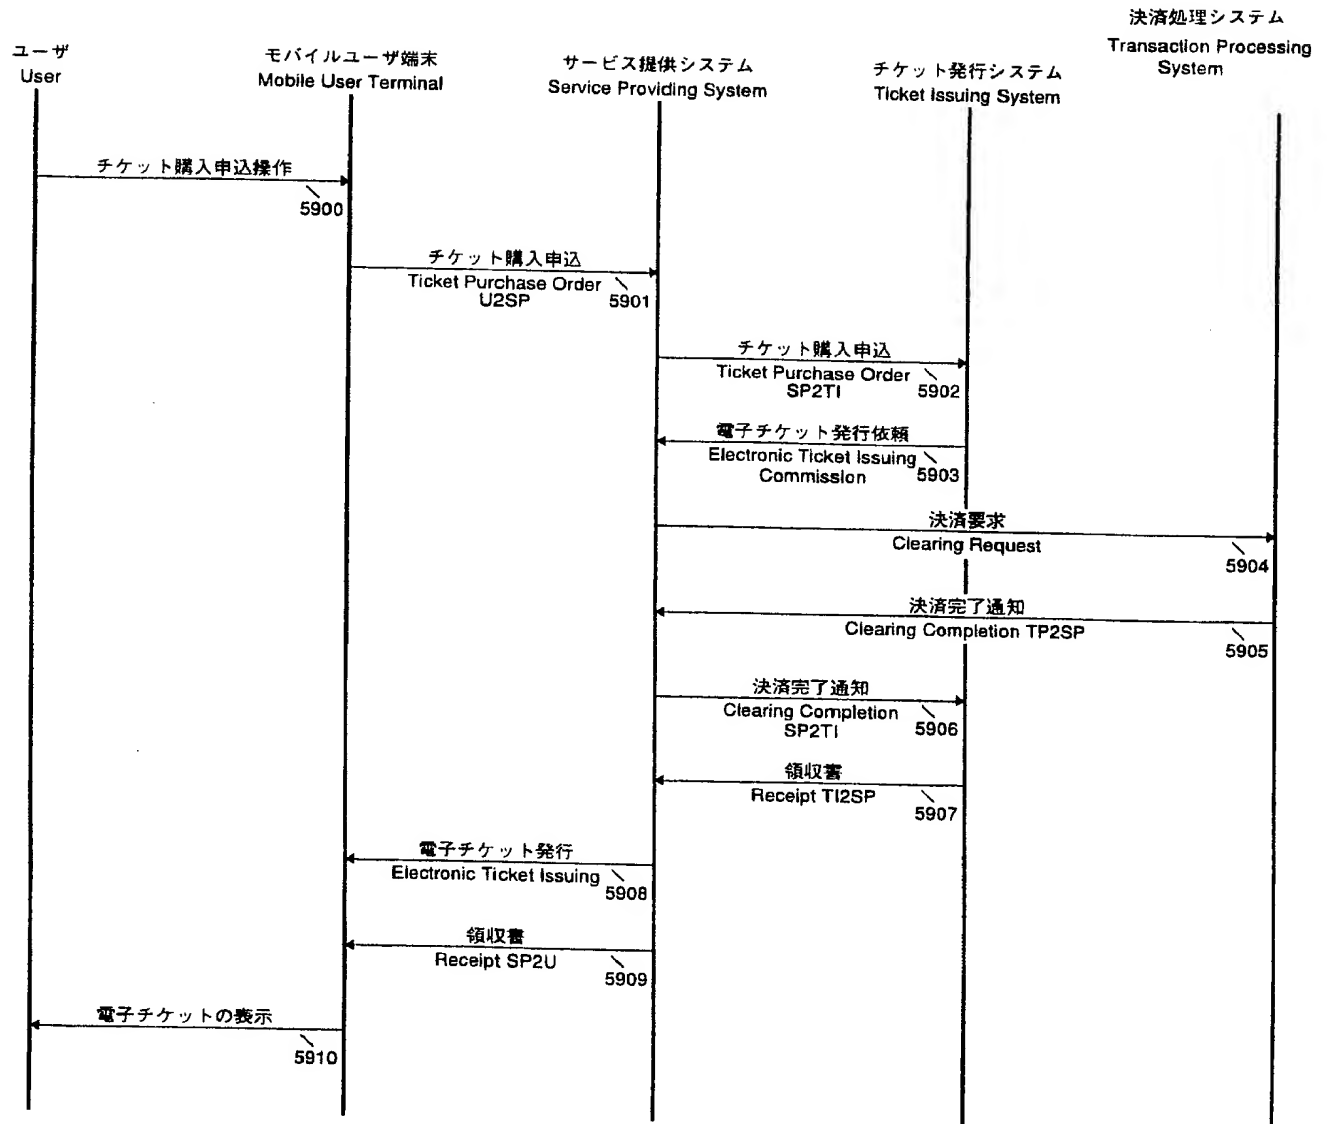 ユーザ
User
モバイルユーザ端末
Mobile User Terminal
サービス提供システム
Service Providing System
チケット発行システム
Ticket Issuing System
決済処理システム
Transaction Processing
System
チケット購入申込操作
5900
チケット購入申込
Ticket Purchase Order
U2SP
5901
チケット購入申込
Ticket Purchase Order
SP2TI
5902
電子チケット発行依頼
Electronic Ticket Issuing
Commission
5903
決済要求
Clearing Request
5904
決済完了通知
Clearing Completion TP2SP
5905
決済完了通知
Clearing Completion
SP2TI
5906
領収書
Receipt TI2SP
5907
電子チケット発行
Electronic Ticket Issuing
5908
領収書
Receipt SP2U
5909
電子チケットの表示
5910